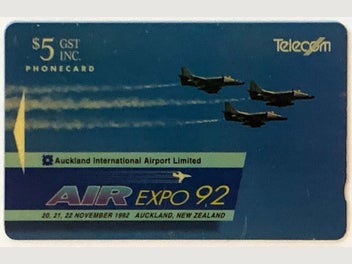 $5 GST
INC.
PHONECARD
Telecom
Auckland International Airport Limited
AIR EXPO 92
20, 21, 22 NOVEMBER 1992 AUCKLAND, NEW ZEALAND